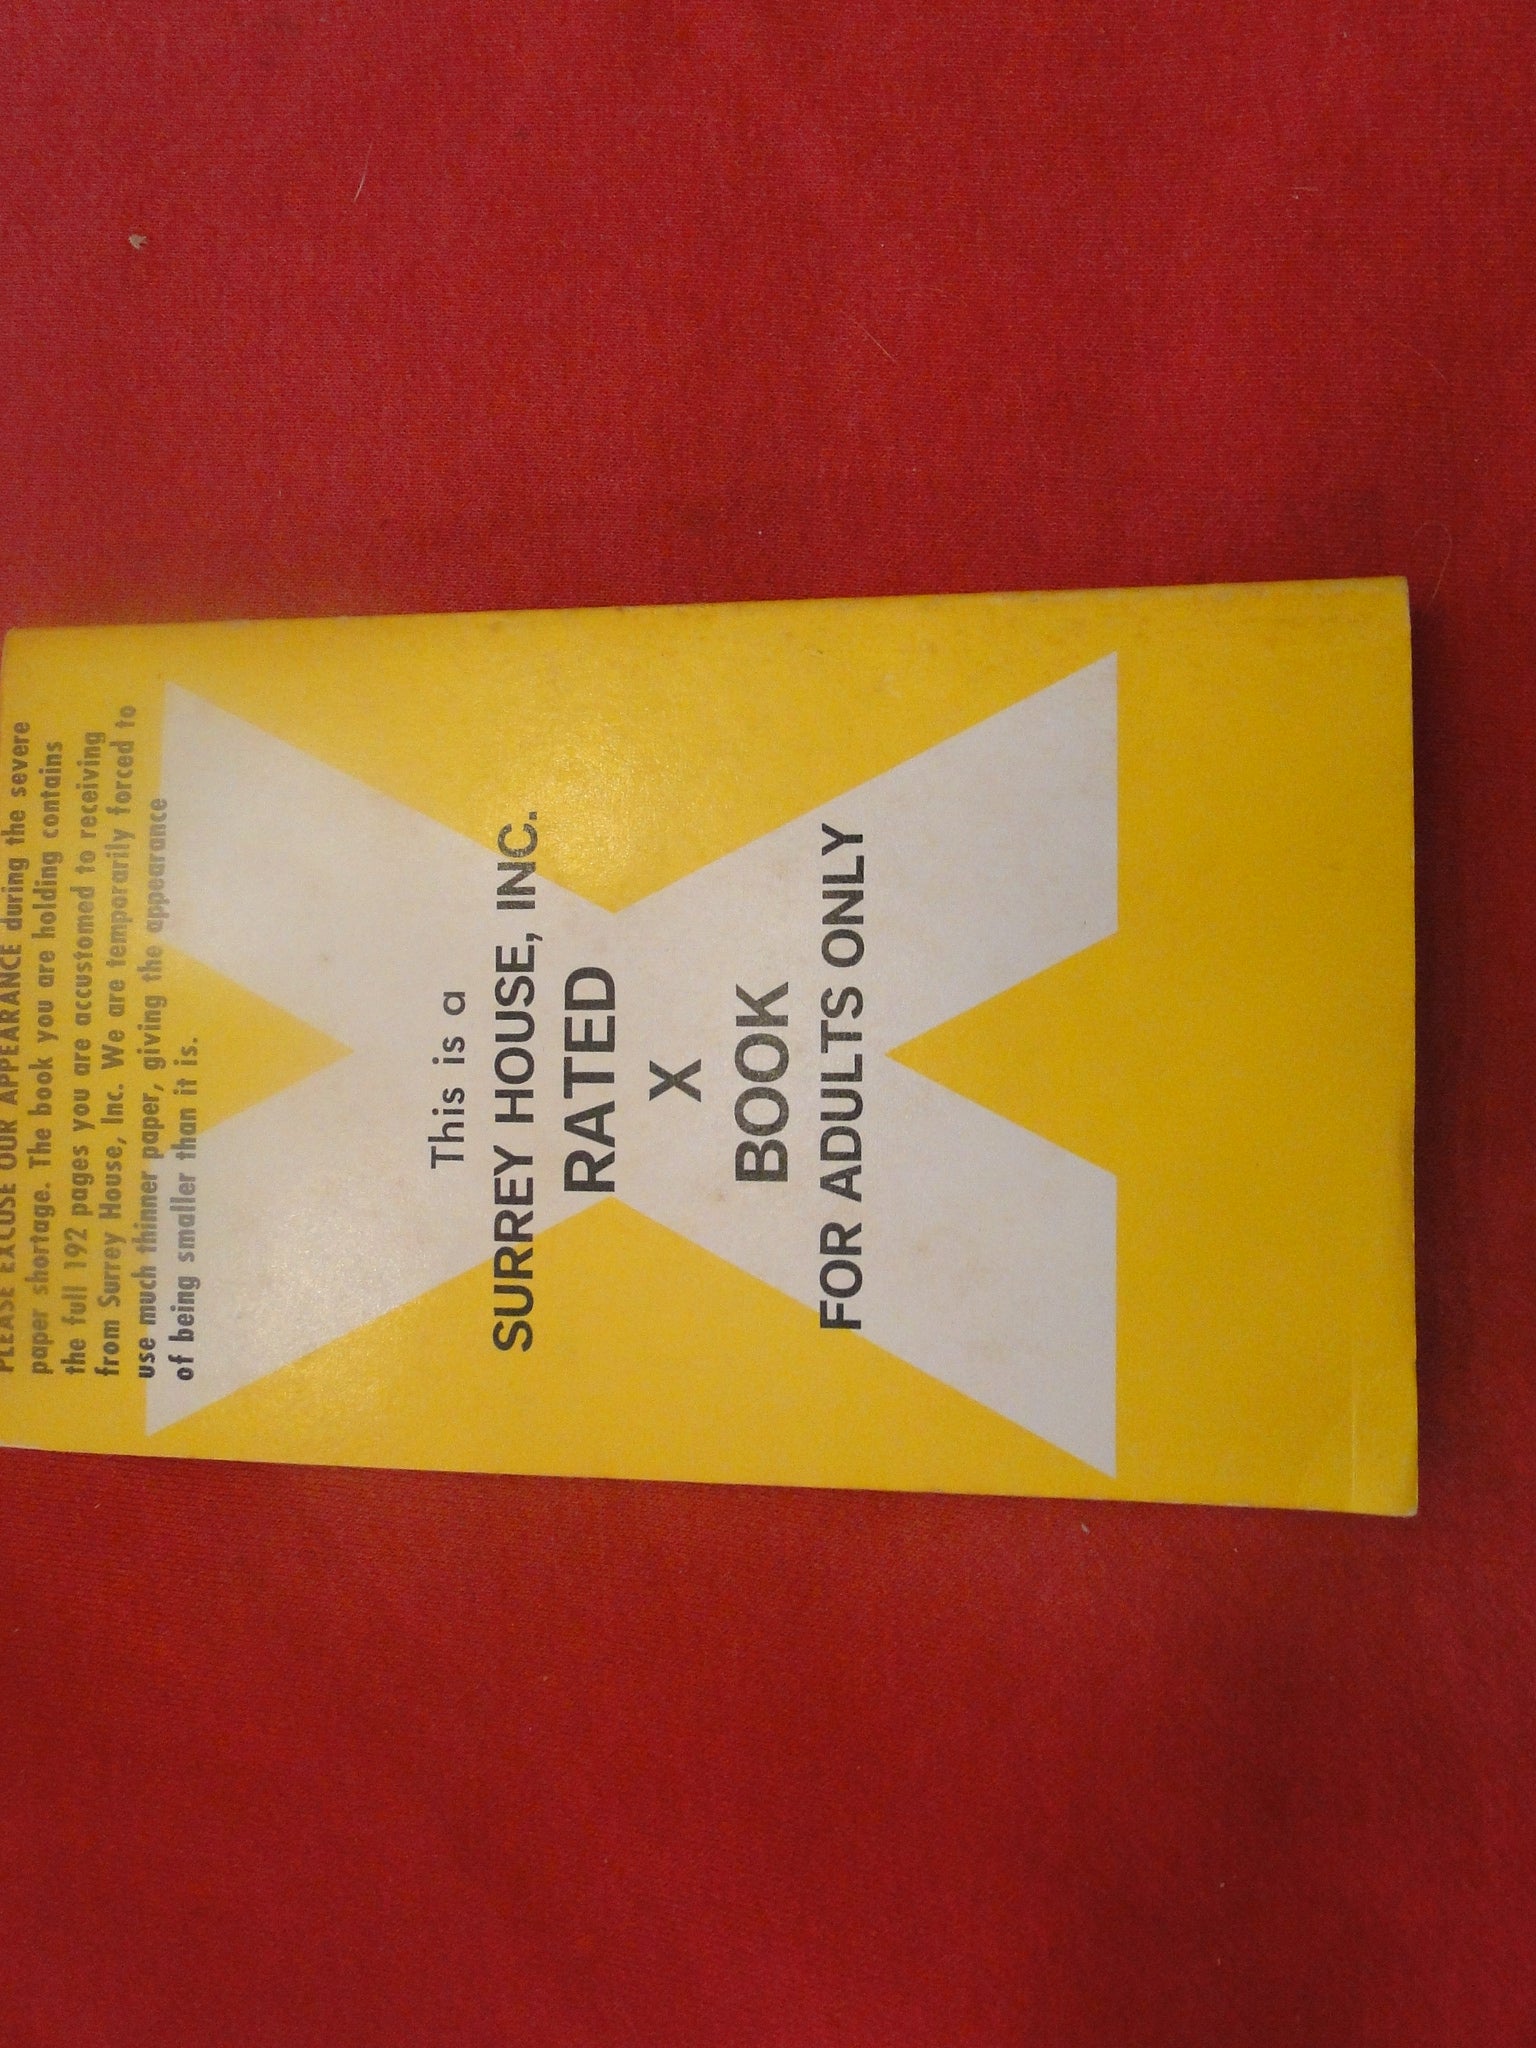 PLEASE EXCUSE OUR APPEARANCE during the severe
paper shortage. The book you are holding contains
the full 192 pages you are accustomed to receiving
from Surrey House, Inc. We are temporarily forced to
use much thinner paper, giving the appearance
of being smaller than it is.
This is a
SURREY HOUSE, INC.
RATED
X
BOOK
FOR ADULTS ONLY